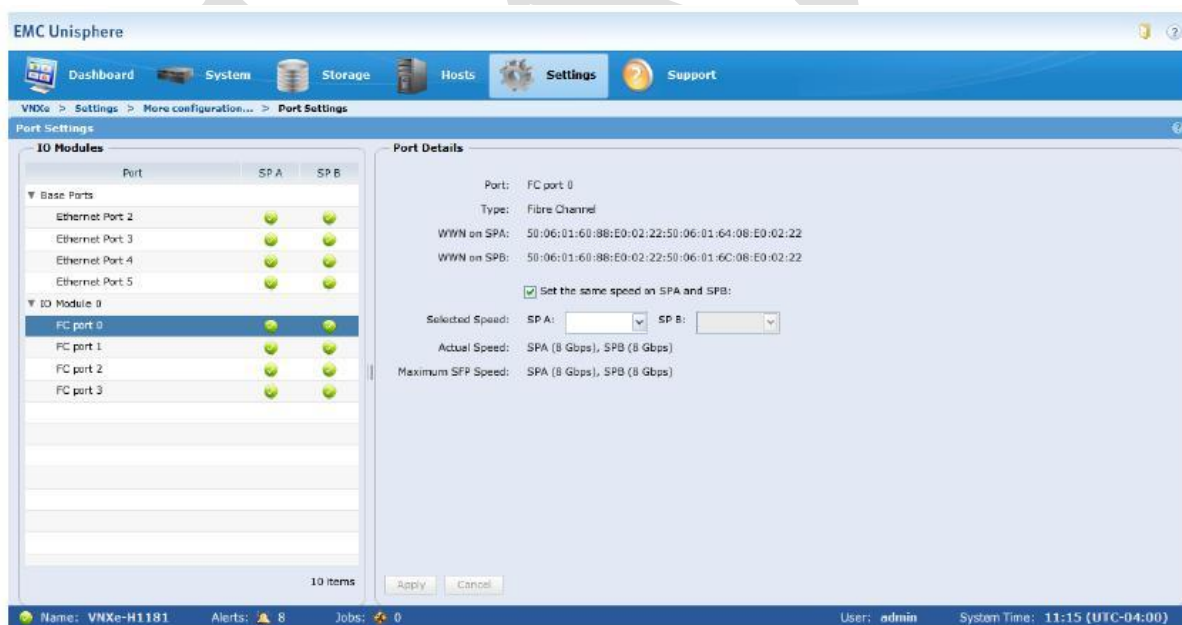 EMC Unisphere
Dashboard
System
Storage
Hosts
Settings
Support
VNXe > Settings > More configuration... > Port Settings
Port Settings
IO Modules
Port SP A SP B
Base Ports
Ethernet Port 2
Ethernet Port 3
Ethernet Port 4
Ethernet Port 5
IO Module 0
FC port 0
FC port 1
FC port 2
FC port 3
10 items
Port Details
Port: FC port 0
Type: Fibre Channel
WWN on SPA: 50:06:01:60:88:E0:02:22:50:06:01:64:08:E0:02:22
WWN on SPB: 50:06:01:60:88:E0:02:22:50:06:01:6C:08:E0:02:22
Set the same speed on SPA and SPB:
Selected Speed: SP A: SP B:
Actual Speed: SPA (8 Gbps), SPB (8 Gbps)
Maximum SFP Speed: SPA (8 Gbps), SPB (8 Gbps)
Apply Cancel
Name: VNXe-H1181 Alerts: 8 Jobs: 0 User: admin System Time: 11:15 (UTC-04:00)